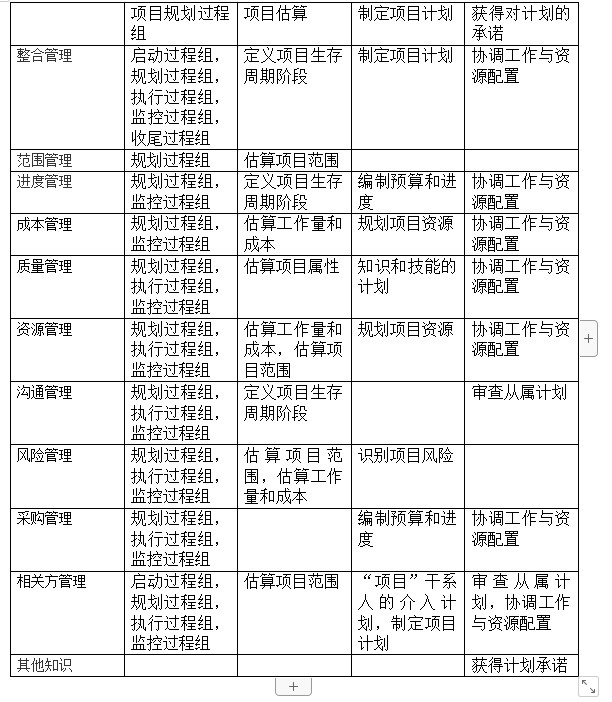 项目规划过程组
项目估算
制定项目计划
获得对计划的承诺
整合管理
启动过程组，
规划过程组，
执行过程组，
监控过程组，
收尾过程组
定义项目生存
周期阶段
制定项目计划
协调工作与资
源配置
范围管理
规划过程组
估算项目范围
进度管理
规划过程组，
监控过程组
定义项目生存
周期阶段
编制预算和进
度
协调工作与资
源配置
成本管理
规划过程组，
监控过程组
估算工作量和
成本
规划项目资源
协调工作与资
源配置
质量管理
规划过程组，
执行过程组，
监控过程组
估算项目属性
知识和技能的
计划
协调工作与资
源配置
资源管理
规划过程组，
执行过程组，
监控过程组
估算工作量和
成本，估算项
目范围
规划项目资源
协调工作与资
源配置
沟通管理
规划过程组，
执行过程组，
监控过程组
定义项目生存
周期阶段
审查从属计划
风险管理
规划过程组，
执行过程组，
监控过程组
估算项目范
围，估算工作
量和成本
识别项目风险
采购管理
规划过程组，
执行过程组，
监控过程组
编制预算和进
度
协调工作与资
源配置
相关方管理
启动过程组，
规划过程组，
执行过程组，
监控过程组
估算项目范围
“项目”干系
人的介入计
划，制定项目
计划
审查从属计
划，协调工作
与资源配置
其他知识
获得计划承诺